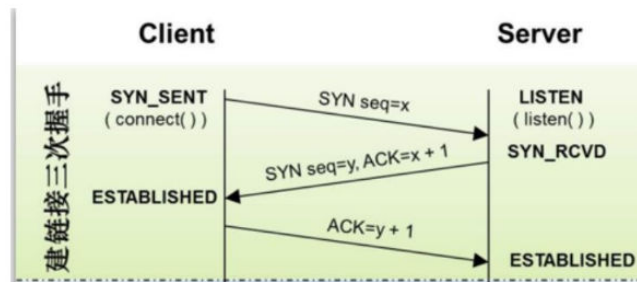 Client
Server
建链接三次握手
SYN_SENT
( connect( ) )
SYN seq=x
LISTEN
( listen( ) )
SYN_RCVD
SYN seq=y, ACK=x + 1
ESTABLISHED
ACK=y + 1
ESTABLISHED